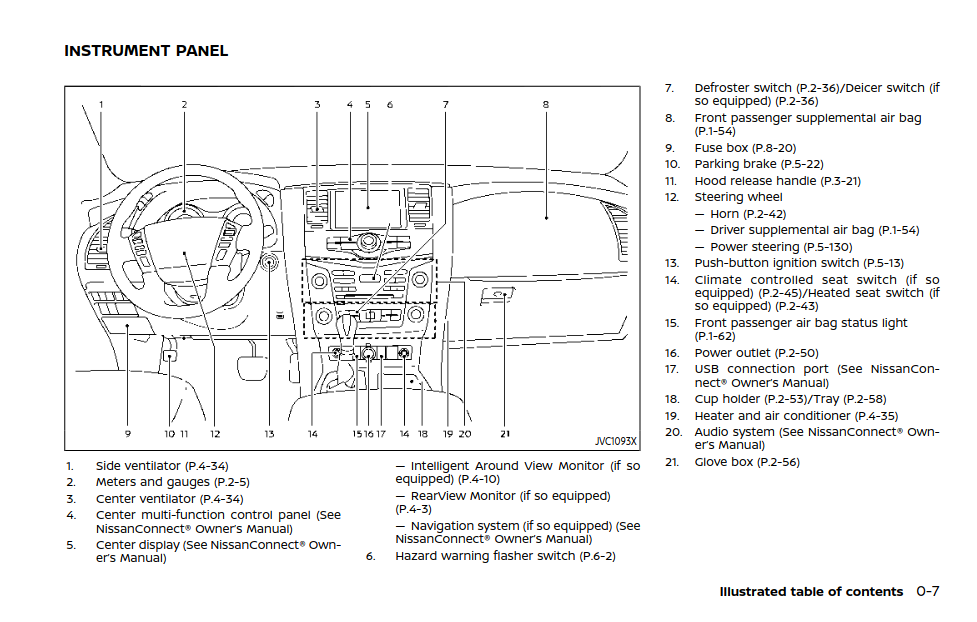 INSTRUMENT PANEL
1 2 3 4 5 6 7 8
9 10 11 12 13 14 15 16 17 14 18 19 20 21
JVC1093X
1. Side ventilator (P.4-34)
2. Meters and gauges (P.2-5)
3. Center ventilator (P.4-34)
4. Center multi-function control panel (See
NissanConnect® Owner's Manual)
5. Center display (See NissanConnect® Own-
er's Manual)
— Intelligent Around View Monitor (if so
equipped) (P.4-10)
— RearView Monitor (if so equipped)
(P.4-3)
— Navigation system (if so equipped) (See
NissanConnect® Owner's Manual)
6. Hazard warning flasher switch (P.6-2)
7. Defroster switch (P.2-36)/Deicer switch (if
so equipped) (P.2-36)
8. Front passenger supplemental air bag
(P.1-54)
9. Fuse box (P.8-20)
10. Parking brake (P.5-22)
11. Hood release handle (P.3-21)
12. Steering wheel
— Horn (P.2-42)
— Driver supplemental air bag (P.1-54)
— Power steering (P.5-130)
13. Push-button ignition switch (P.5-13)
14. Climate controlled seat switch (if so
equipped) (P.2-45)/Heated seat switch (if
so equipped) (P.2-43)
15. Front passenger air bag status light
(P.1-62)
16. Power outlet (P.2-50)
17. USB connection port (See NissanCon-
nect® Owner's Manual)
18. Cup holder (P.2-53)/Tray (P.2-58)
19. Heater and air conditioner (P.4-35)
20. Audio system (See NissanConnect® Own-
er's Manual)
21. Glove box (P.2-56)
Illustrated table of contents 0-7